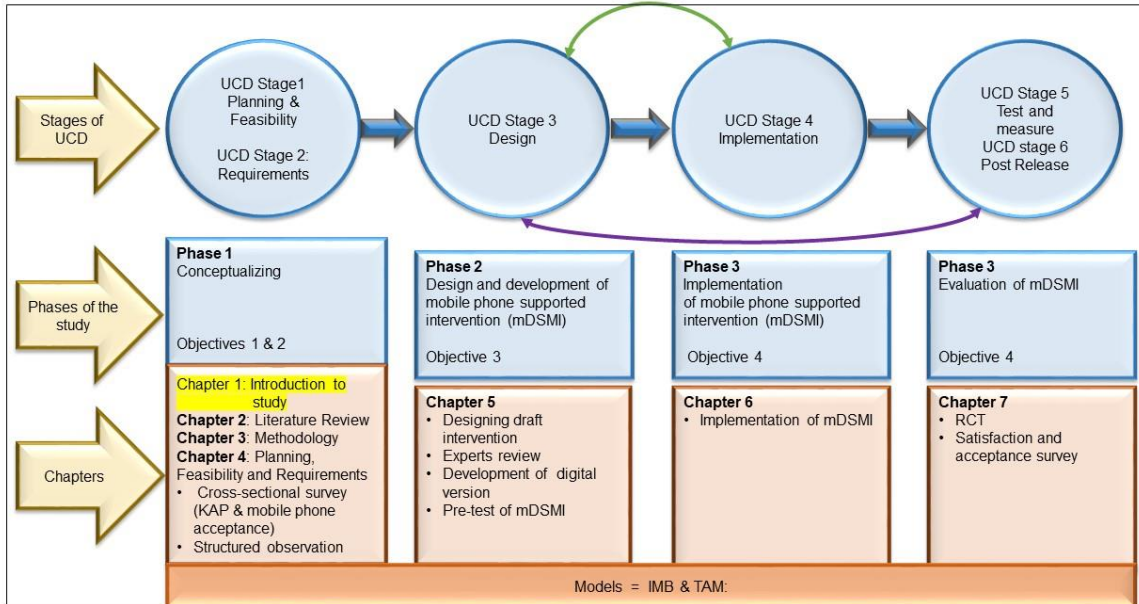 Stages of
UCD
UCD Stage1
Planning &
Feasibility
UCD Stage 2:
Requirements
UCD Stage 3
Design
UCD Stage 4
Implementation
UCD Stage 5
Test and
measure
UCD stage 6
Post Release
Phases of the
study
Phase 1
Conceptualizing
Objectives 1 & 2
Phase 2
Design and development of
mobile phone supported
intervention (mDSMI)
Objective 3
Phase 3
Implementation
of mobile phone supported
intervention (mDSMI)
Objective 4
Phase 3
Evaluation of mDSMI
Objective 4
Chapters
Chapter 1: Introduction to
study
Chapter 2: Literature Review
Chapter 3: Methodology
Chapter 4: Planning,
Feasibility and Requirements
• Cross-sectional survey
(KAP & mobile phone
acceptance)
• Structured observation
Chapter 5
• Designing draft
intervention
• Experts review
• Development of digital
version
• Pre-test of mDSMI
Chapter 6
• Implementation of mDSMI
Chapter 7
• RCT
• Satisfaction and
acceptance survey
Models = IMB & TAM: